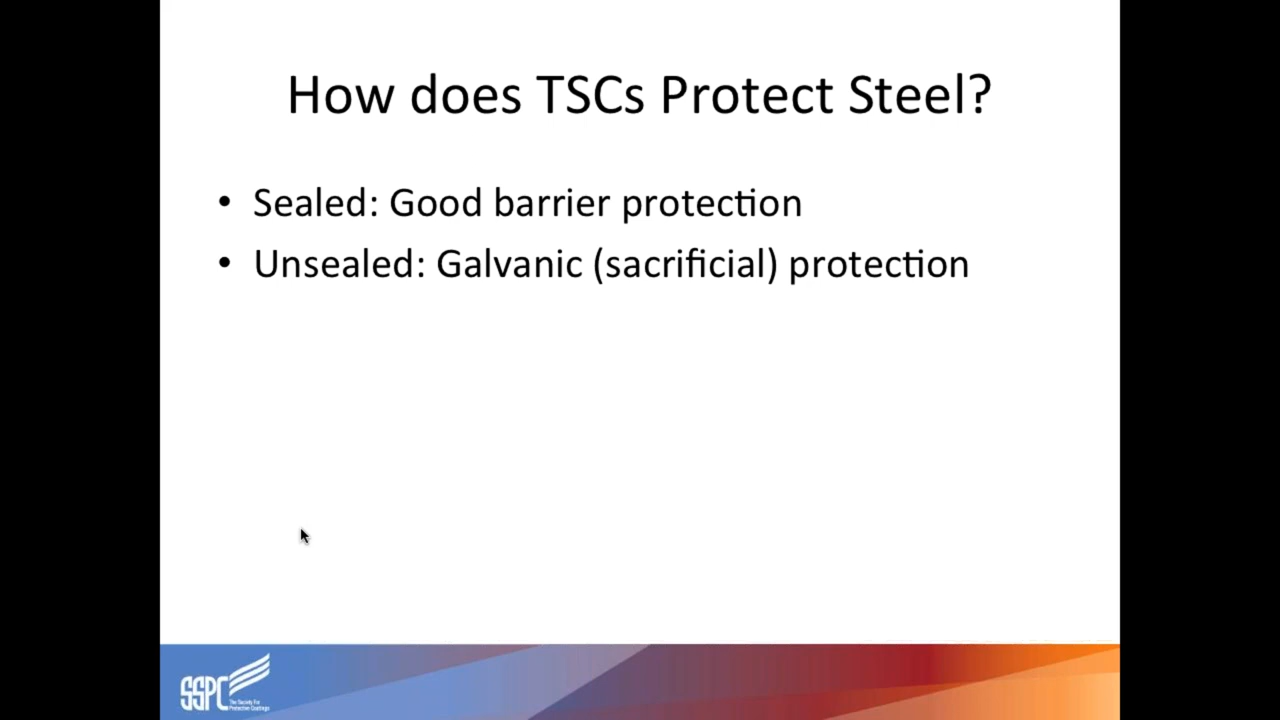 How does TSCs Protect Steel?
• Sealed: Good barrier protection
• Unsealed: Galvanic (sacrificial) protection
SSPC
The Society For
Protective Coatings